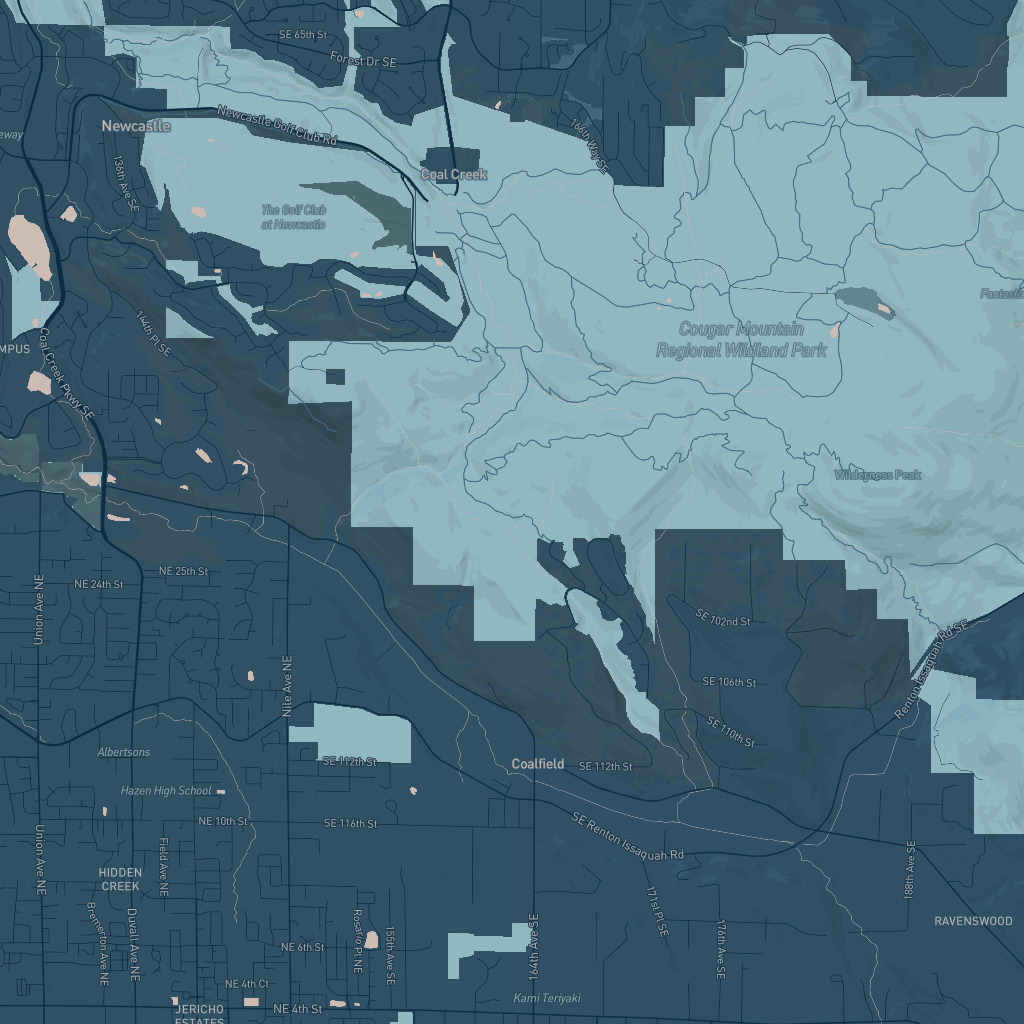 SE 65th St
Forest Dr SE
Newcastle Golf Club Rd
Newcastle
166th Way SE
eway
Coal Creek
136th Ave SE
The Golf Club
at Newcastle
Fantasti
144th Pl SE
Cougar Mountain
Regional Wildland Park
MPUS
Coal Creek Pkwy SE
Wilderness Peak
NE 25th St
NE 24th St
Union Ave NE
SE 102nd St
Renton Issaquah Rd SE
Nile Ave NE
SE 106th St
SE 110th St
Albertsons
SE 112th St
Coalfield
SE 112th St
Hazen High School
NE 10th St
SE 116th St
SE Renton Issaquah Rd
Union Ave NE
Field Ave NE
HIDDEN
CREEK
188th Ave SE
171st Pl SE
Bremerton Ave NE
Duvall Ave NE
Rosario Pl NE
155th Ave SE
164th Ave SE
176th Ave SE
RAVENSWOOD
NE 6th St
NE 4th Ct
Kami Teriyaki
JERICHO
ESTATES
NE 4th St